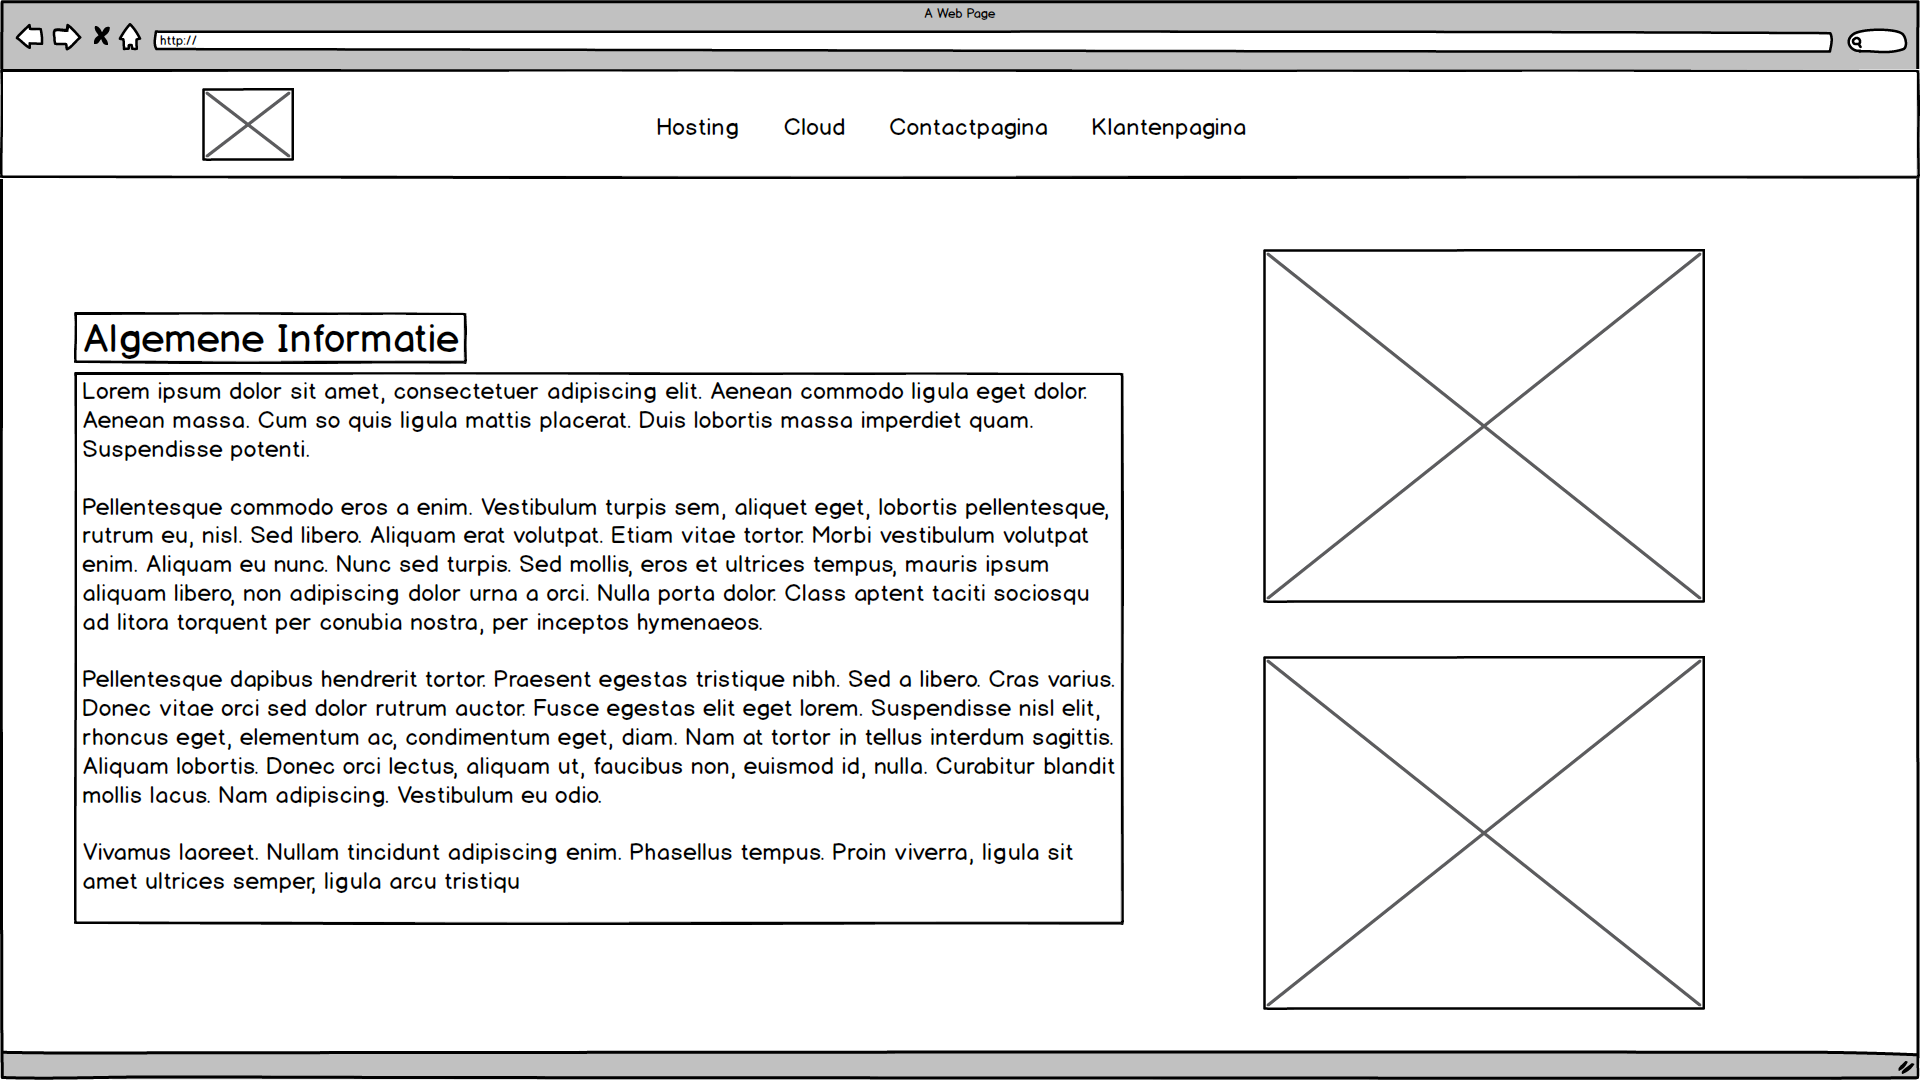 A Web Page
http://
Hosting Cloud Contactpagina Klantenpagina
Algemene Informatie
Lorem ipsum dolor sit amet, consectetuer adipiscing elit. Aenean commodo ligula eget dolor.
Aenean massa. Cum so quis ligula mattis placerat. Duis lobortis massa imperdiet quam.
Suspendisse potenti.
Pellentesque commodo eros a enim. Vestibulum turpis sem, aliquet eget, lobortis pellentesque,
rutrum eu, nisl. Sed libero. Aliquam erat volutpat. Etiam vitae tortor. Morbi vestibulum volutpat
enim. Aliquam eu nunc. Nunc sed turpis. Sed mollis, eros et ultrices tempus, mauris ipsum
aliquam libero, non adipiscing dolor urna a orci. Nulla porta dolor. Class aptent taciti sociosqu
ad litora torquent per conubia nostra, per inceptos hymenaeos.
Pellentesque dapibus hendrerit tortor. Praesent egestas tristique nibh. Sed a libero. Cras varius.
Donec vitae orci sed dolor rutrum auctor. Fusce egestas elit eget lorem. Suspendisse nisl elit,
rhoncus eget, elementum ac, condimentum eget, diam. Nam at tortor in tellus interdum sagittis.
Aliquam lobortis. Donec orci lectus, aliquam ut, faucibus non, euismod id, nulla. Curabitur blandit
mollis lacus. Nam adipiscing. Vestibulum eu odio.
Vivamus laoreet. Nullam tincidunt adipiscing enim. Phasellus tempus. Proin viverra, ligula sit
amet ultrices semper, ligula arcu tristiqu